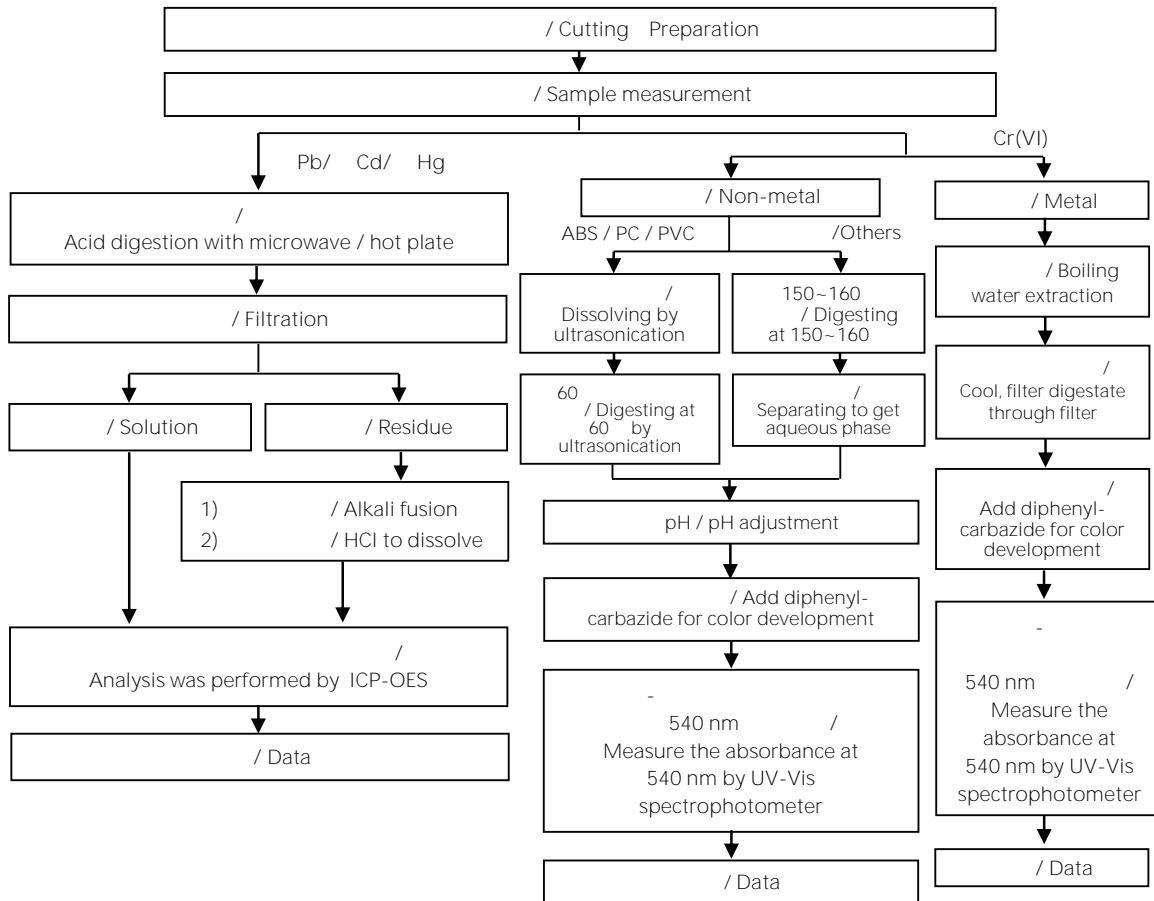 / Cutting Preparation
/ Sample measurement
Pb/ Cd/ Hg
Cr(VI)
/
Acid digestion with microwave / hot plate
/ Filtration
/ Solution
/ Residue
1) / Alkali fusion
2) / HCl to dissolve
/
Analysis was performed by ICP-OES
/ Data
/ Non-metal
ABS / PC / PVC
/Others
/
Dissolving by
ultrasonication
150~160
/ Digesting
at 150~160
60
/ Digesting at
60 by
ultrasonication
/
Separating to get
aqueous phase
pH / pH adjustment
/ Add diphenyl-
carbazide for color development
-
540 nm /
Measure the absorbance at
540 nm by UV-Vis
spectrophotometer
/ Data
/ Metal
/ Boiling
water extraction
/
Cool, filter digestate
through filter
/
Add diphenyl-
carbazide for color
development
-
540 nm /
Measure the
absorbance at
540 nm by UV-Vis
spectrophotometer
/ Data